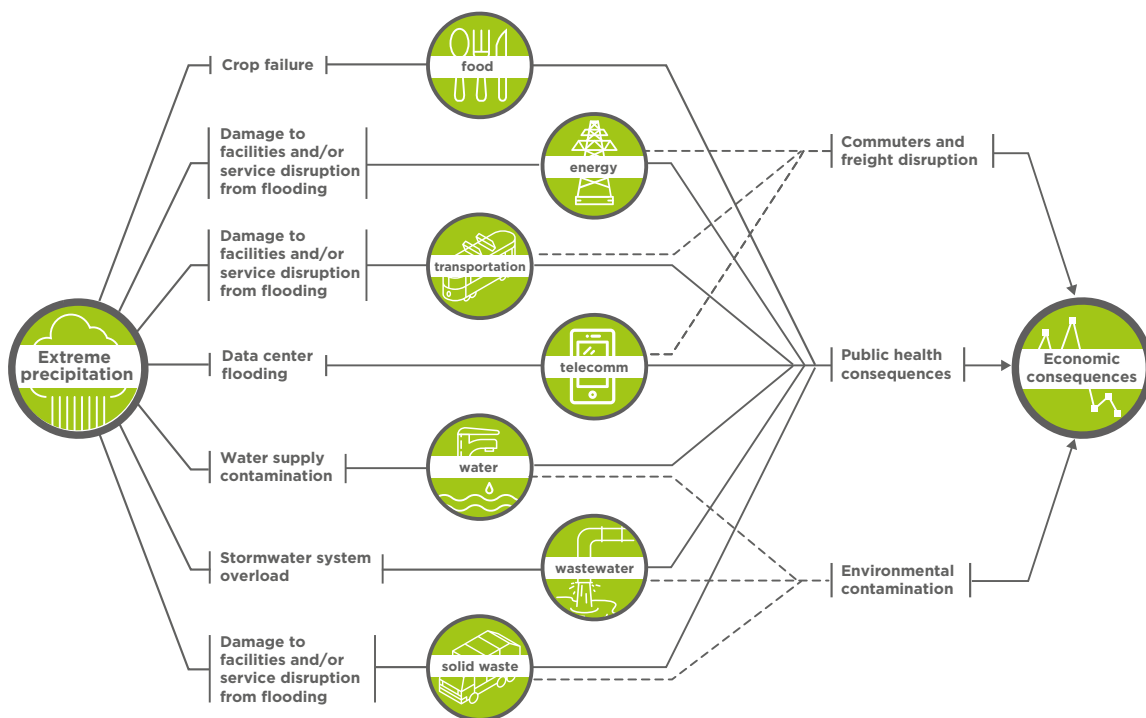 Crop failure
food
Damage to
facilities and/or
service disruption
from flooding
energy
Commuters and
freight disruption
Damage to
facilities and/or
service disruption
from flooding
transportation
Extreme
precipitation
Data center
flooding
telecomm
Public health
consequences
Economic
consequences
Water supply
contamination
water
Stormwater system
overload
wastewater
Environmental
contamination
Damage to
facilities and/or
service disruption
from flooding
solid waste